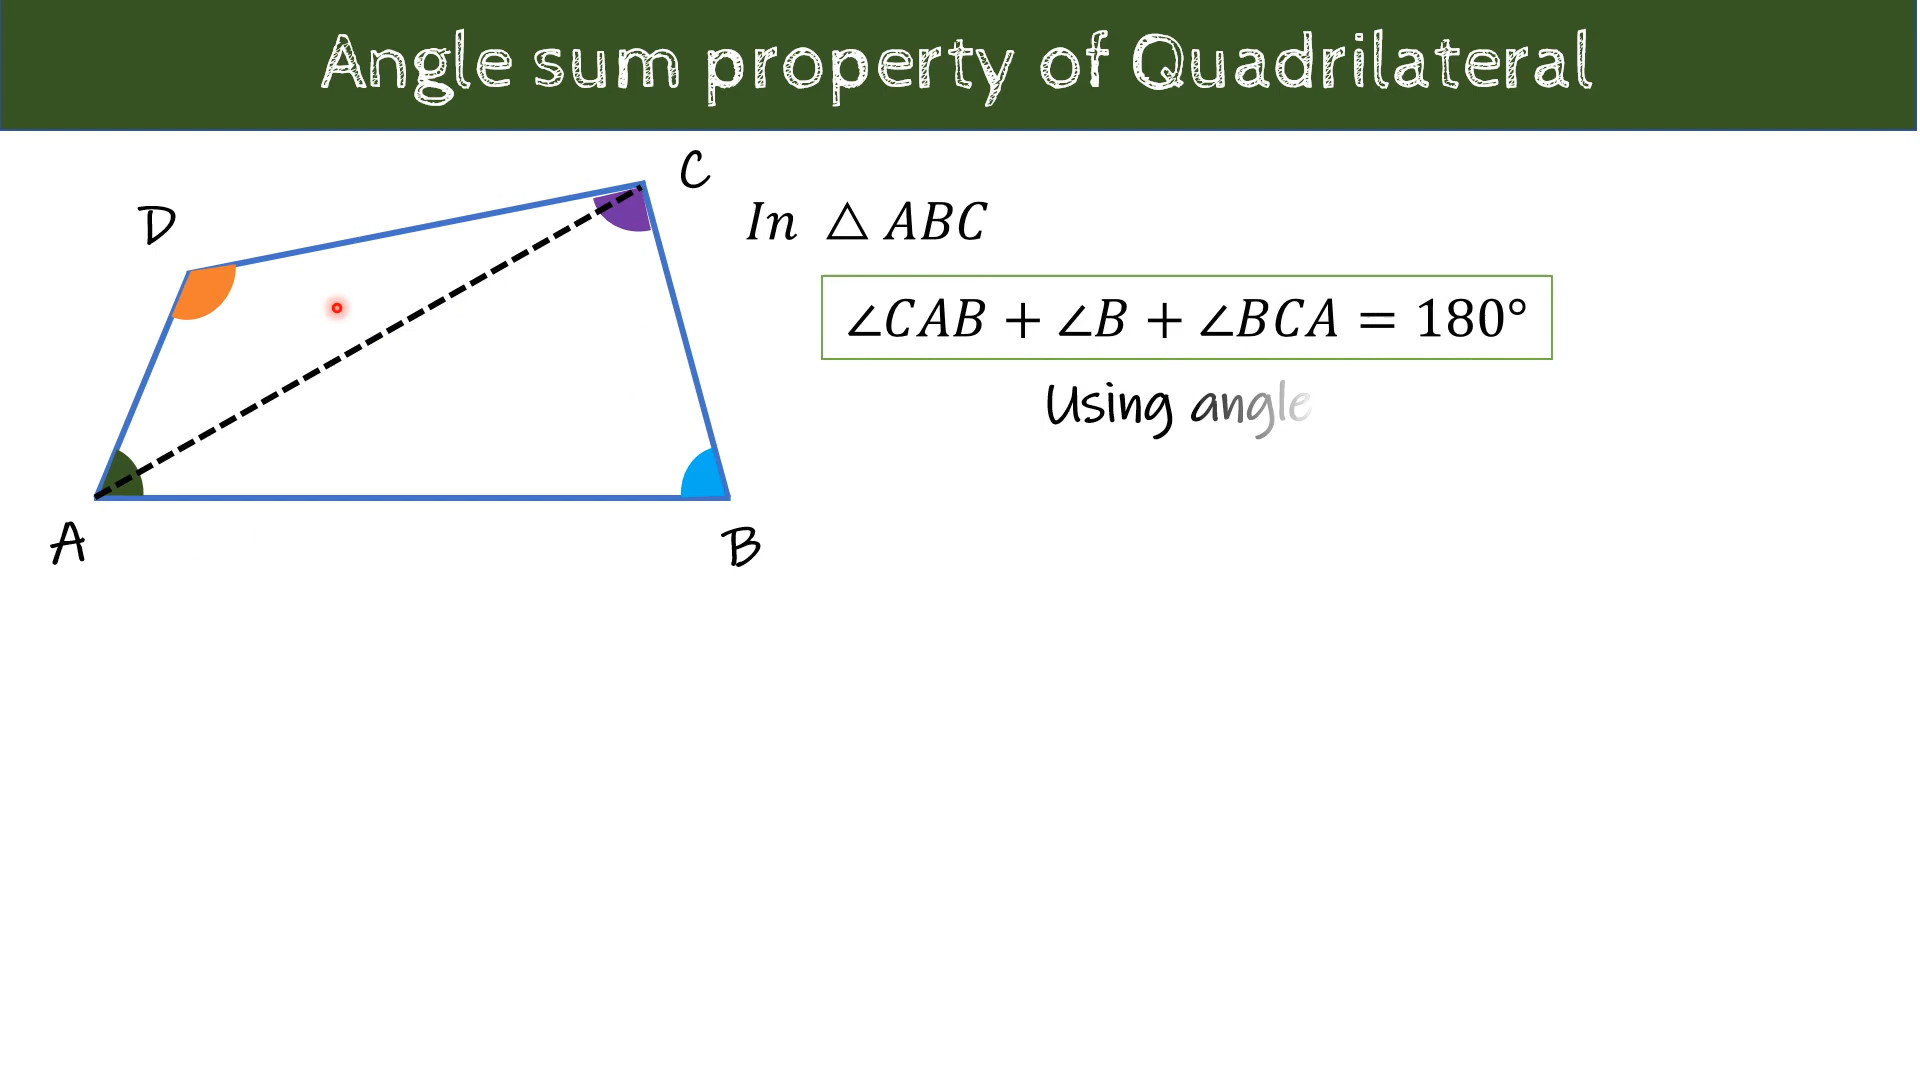 Angle sum property of Quadrilateral
C
D
In △ ABC
∠CAB + ∠B + ∠BCA = 180°
Using angle
A
B